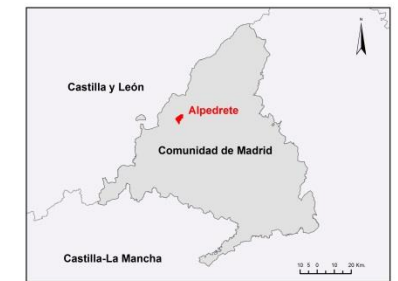 N
Castilla y León
Alpedrete
Comunidad de Madrid
Castilla-La Mancha
10 5 0 10 20 Km.